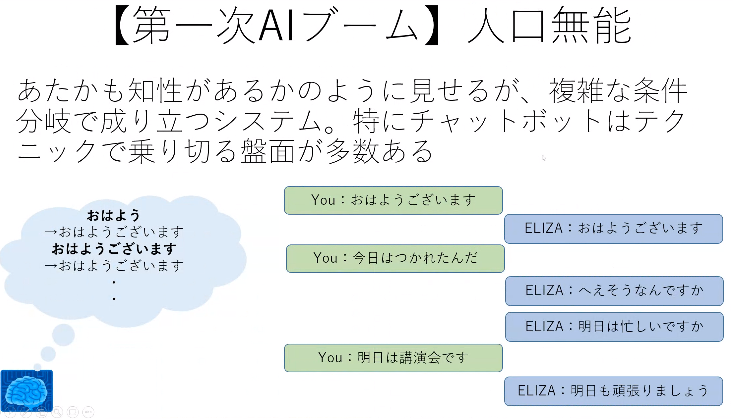 【第一次AIブーム】人口無能
あたかも知性があるかのように見せるが、複雑な条件
分岐で成り立つシステム。特にチャットボットはテク
ニックで乗り切る盤面が多数ある
おはよう
→おはようございます
おはようございます
→おはようございます
・
・
You：おはようございます
ELIZA：おはようございます
You：今日はつかれたんだ
ELIZA：へえそうなんですか
ELIZA：明日は忙しいですか
You：明日は講演会です
ELIZA：明日も頑張りましょう